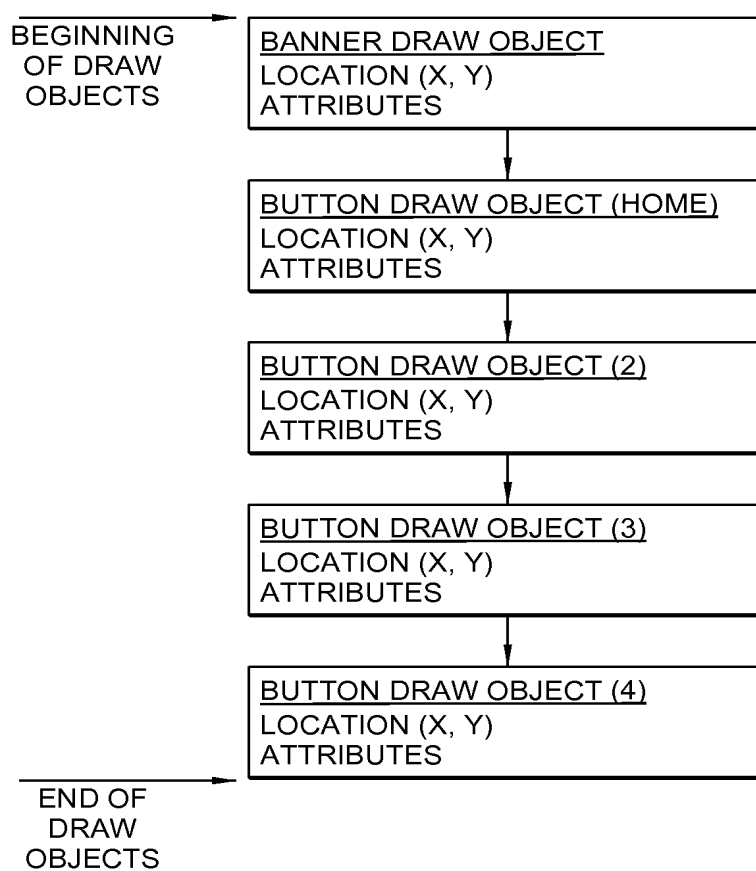 BEGINNING
OF DRAW
OBJECTS
BANNER DRAW OBJECT
LOCATION (X, Y)
ATTRIBUTES
BUTTON DRAW OBJECT (HOME)
LOCATION (X, Y)
ATTRIBUTES
BUTTON DRAW OBJECT (2)
LOCATION (X, Y)
ATTRIBUTES
BUTTON DRAW OBJECT (3)
LOCATION (X, Y)
ATTRIBUTES
BUTTON DRAW OBJECT (4)
LOCATION (X, Y)
ATTRIBUTES
END OF
DRAW
OBJECTS